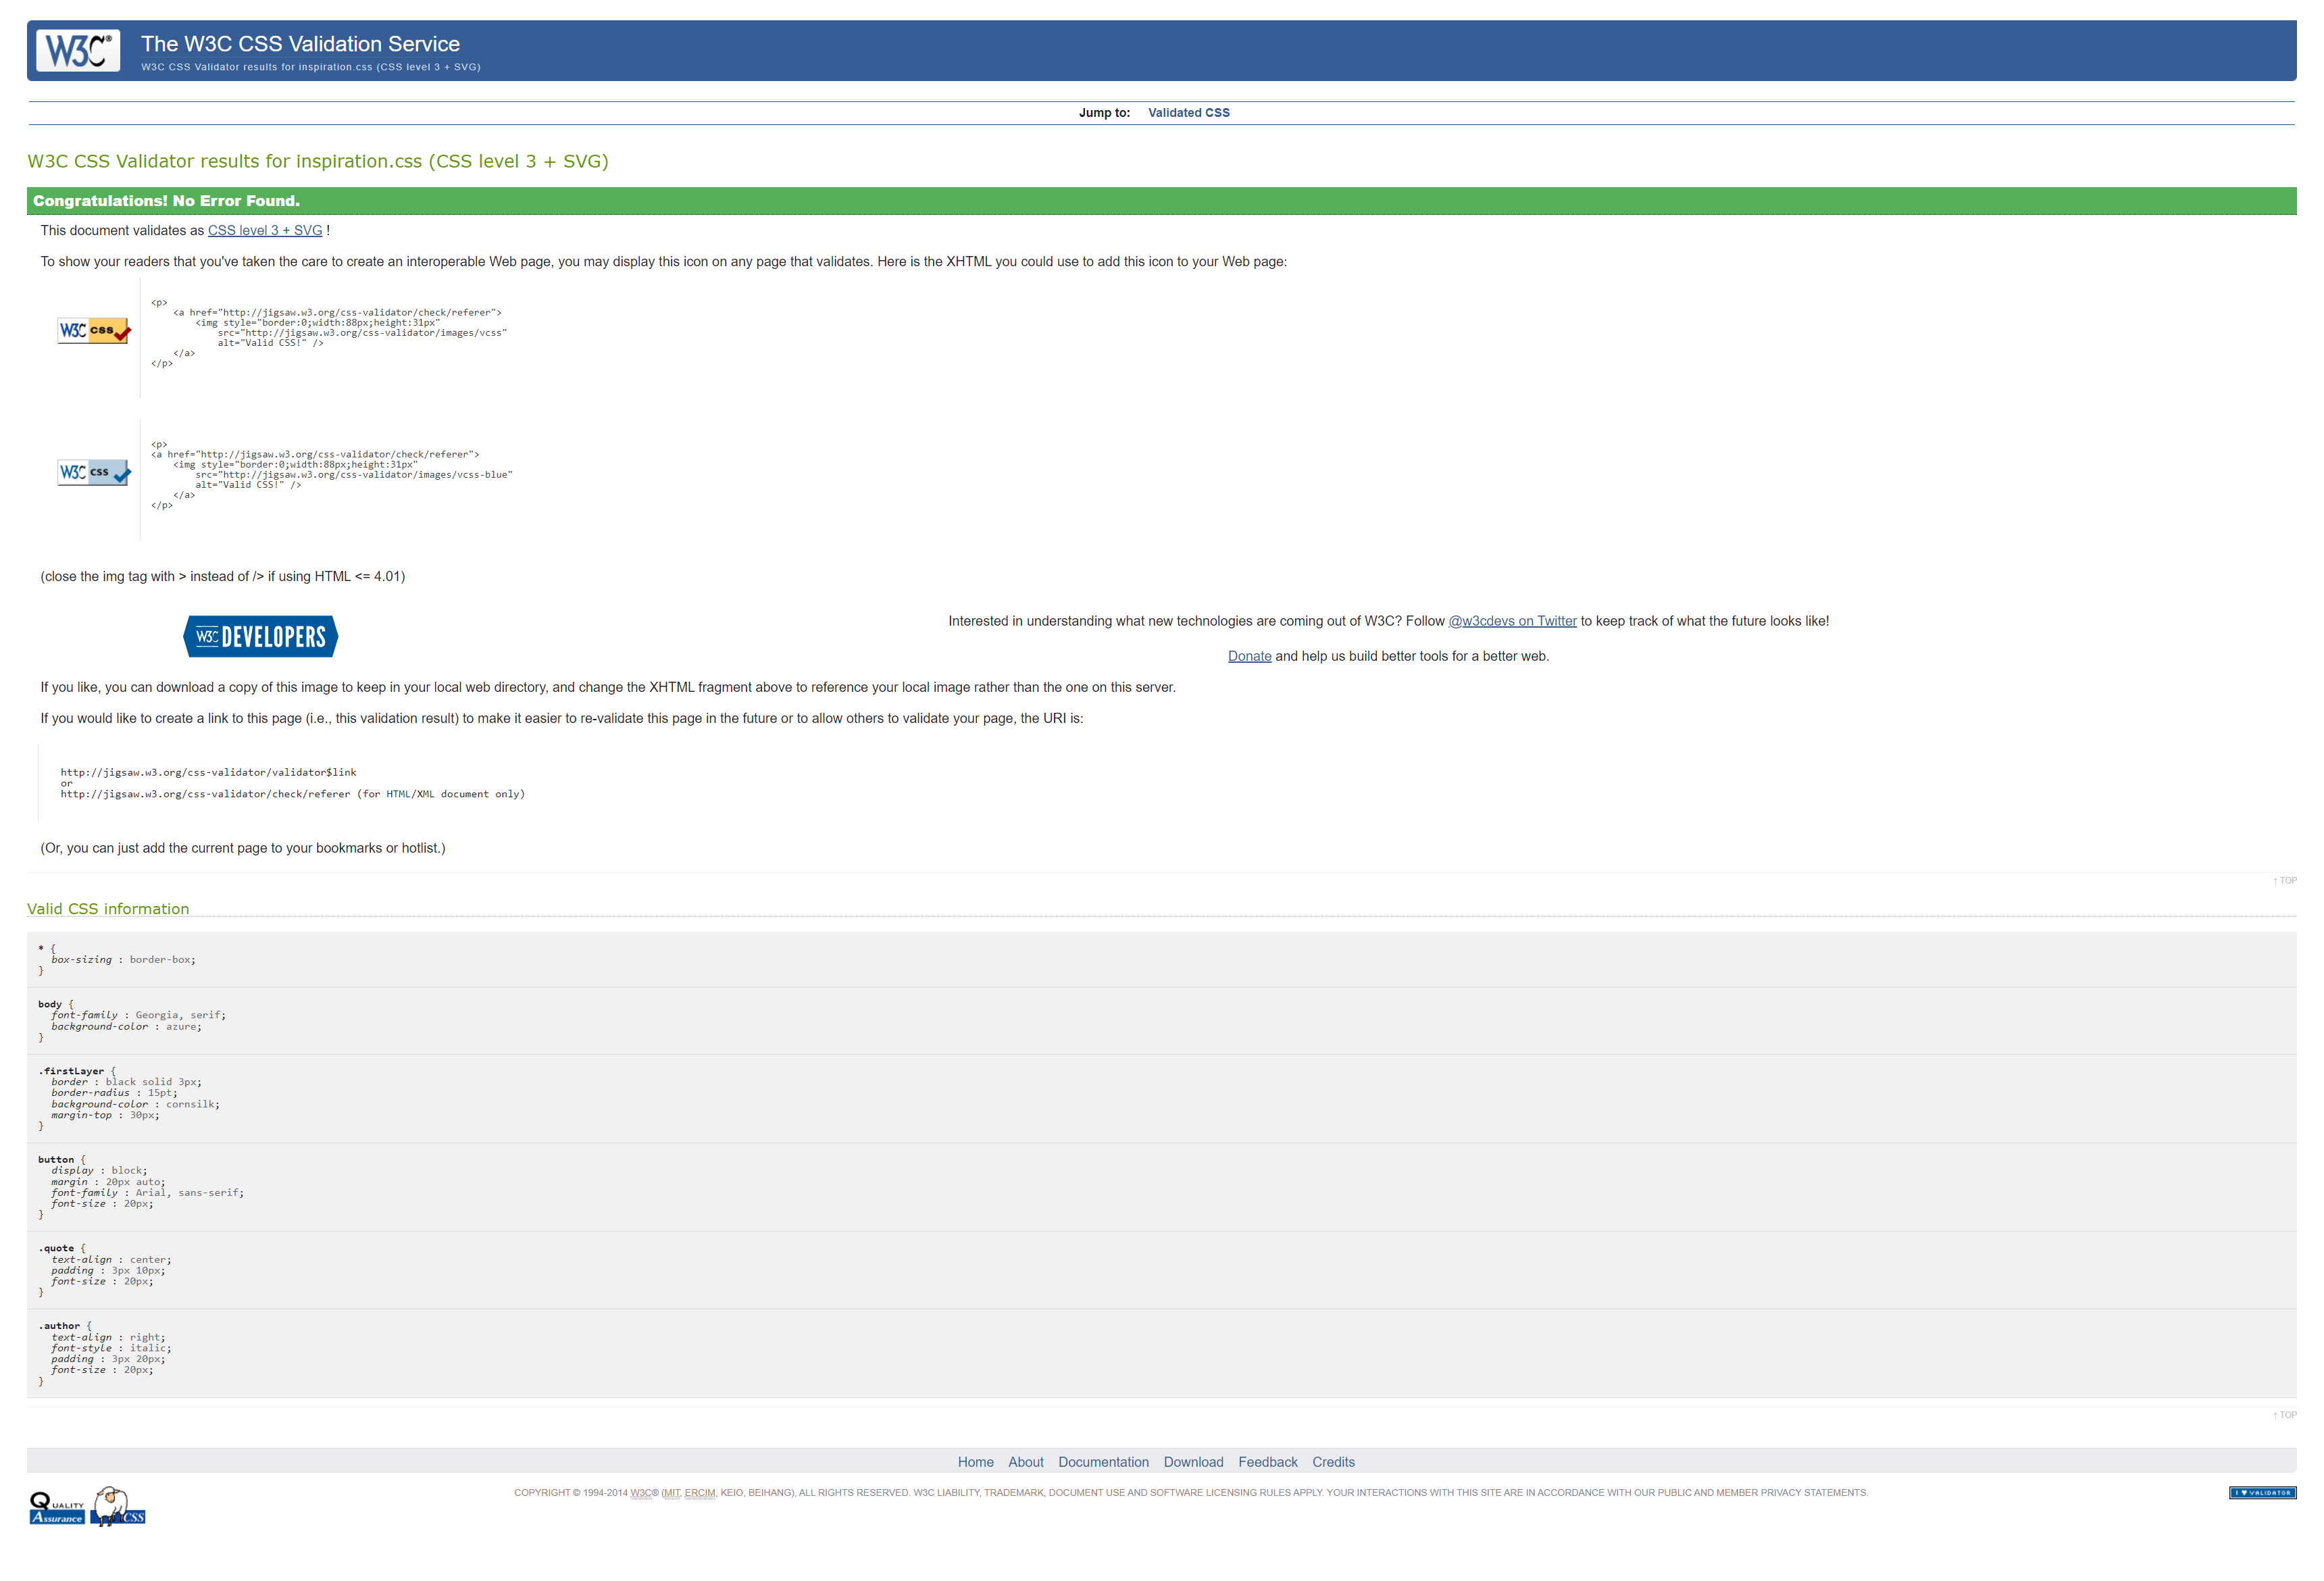 W3C®
The W3C CSS Validation Service
W3C CSS Validator results for inspiration.css (CSS level 3 + SVG)
Jump to: Validated CSS
W3C CSS Validator results for inspiration.css (CSS level 3 + SVG)
Congratulations! No Error Found.
This document validates as CSS level 3 + SVG !
To show your readers that you've taken the care to create an interoperable Web page, you may display this icon on any page that validates. Here is the XHTML you could use to add this icon to your Web page:
W3C css
<p>
<a href="http://jigsaw.w3.org/css-validator/check/referer">
<img style="border:0;width:88px;height:31px"
src="http://jigsaw.w3.org/css-validator/images/vcss"
alt="Valid CSS!" />
</a>
</p>
W3C css
<p>
<a href="http://jigsaw.w3.org/css-validator/check/referer">
<img style="border:0;width:88px;height:31px"
src="http://jigsaw.w3.org/css-validator/images/vcss-blue"
alt="Valid CSS!" />
</a>
</p>
(close the img tag with > instead of /> if using HTML <= 4.01)
W3C DEVELOPERS
Interested in understanding what new technologies are coming out of W3C? Follow @w3cdevs on Twitter to keep track of what the future looks like!
Donate and help us build better tools for a better web.
If you like, you can download a copy of this image to keep in your local web directory, and change the XHTML fragment above to reference your local image rather than the one on this server.
If you would like to create a link to this page (i.e., this validation result) to make it easier to re-validate this page in the future or to allow others to validate your page, the URI is:
http://jigsaw.w3.org/css-validator/validator$link
or
http://jigsaw.w3.org/css-validator/check/referer (for HTML/XML document only)
(Or, you can just add the current page to your bookmarks or hotlist.)
↑ TOP
Valid CSS information
* {
box-sizing : border-box;
}
body {
font-family : Georgia, serif;
background-color : azure;
}
.firstLayer {
border : black solid 3px;
border-radius : 15pt;
background-color : cornsilk;
margin-top : 30px;
}
button {
display : block;
margin : 20px auto;
font-family : Arial, sans-serif;
font-size : 20px;
}
.quote {
text-align : center;
padding : 3px 10px;
font-size : 20px;
}
.author {
text-align : right;
font-style : italic;
padding : 3px 20px;
font-size : 20px;
}
↑ TOP
Home About Documentation Download Feedback Credits
QUALITY
Assurance
CSS
COPYRIGHT © 1994-2014 W3C® (MIT, ERCIM, KEIO, BEIHANG), ALL RIGHTS RESERVED. W3C LIABILITY, TRADEMARK, DOCUMENT USE AND SOFTWARE LICENSING RULES APPLY. YOUR INTERACTIONS WITH THIS SITE ARE IN ACCORDANCE WITH OUR PUBLIC AND MEMBER PRIVACY STATEMENTS.
I ♥ VALIDATOR